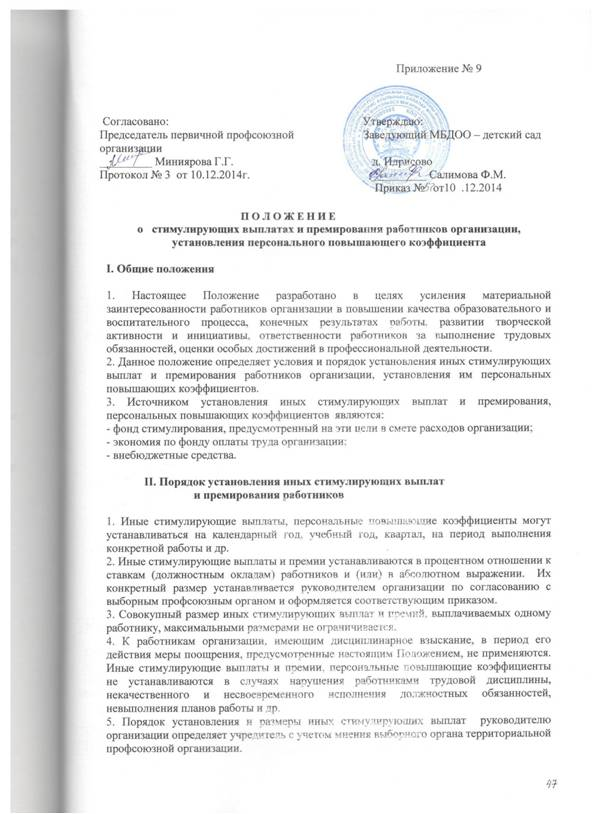 Приложение № 9
Согласовано: Утверждаю:
Председатель первичной профсоюзной Заведующий МБДОО – детский сад
организации
_________ Миниярова Г.Г. д. Идрисово
Протокол № 3 от 10.12.2014г. Салимова Ф.М.
Приказ № от10 .12.2014
П О Л О Ж Е Н И Е
о стимулирующих выплатах и премирования работников организации,
установления персонального повышающего коэффициента
I. Общие положения
1. Настоящее Положение разработано в целях усиления материальной
заинтересованности работников организации в повышении качества образовательного и
воспитательного процесса, конечных результатах работы, развитии творческой
активности и инициативы, ответственности работников за выполнение трудовых
обязанностей, оценки особых достижений в профессиональной деятельности.
2. Данное положение определяет условия и порядок установления иных стимулирующих
выплат и премирования работников организации, установления им персональных
повышающих коэффициентов.
3. Источником установления иных стимулирующих выплат и премирования,
персональных повышающих коэффициентов являются:
- фонд стимулирования, предусмотренный на эти цели в смете расходов организации;
- экономия по фонду оплаты труда организации;
- внебюджетные средства.
II. Порядок установления иных стимулирующих выплат
и премирования работников
1. Иные стимулирующие выплаты, персональные повышающие коэффициенты могут
устанавливаться на календарный год, учебный год, квартал, на период выполнения
конкретной работы и др.
2. Иные стимулирующие выплаты и премии устанавливаются в процентном отношении к
ставкам (должностным окладам) работников и (или) в абсолютном выражении. Их
конкретный размер устанавливается руководителем организации по согласованию с
выборным профсоюзным органом и оформляется соответствующим приказом.
3. Совокупный размер иных стимулирующих выплат и премий, выплачиваемых одному
работнику, максимальными размерами не ограничивается.
4. К работникам организации, имеющим дисциплинарное взыскание, в период его
действия меры поощрения, предусмотренные настоящим Положением, не применяются.
Иные стимулирующие выплаты и премии, персональные повышающие коэффициенты
не устанавливаются в случаях нарушения работниками трудовой дисциплины,
некачественного и несвоевременного исполнения должностных обязанностей,
невыполнения планов работы и др.
5. Порядок установления и размеры иных стимулирующих выплат руководителю
организации определяет учредитель с учетом мнения выборного органа территориальной
профсоюзной организации.
47